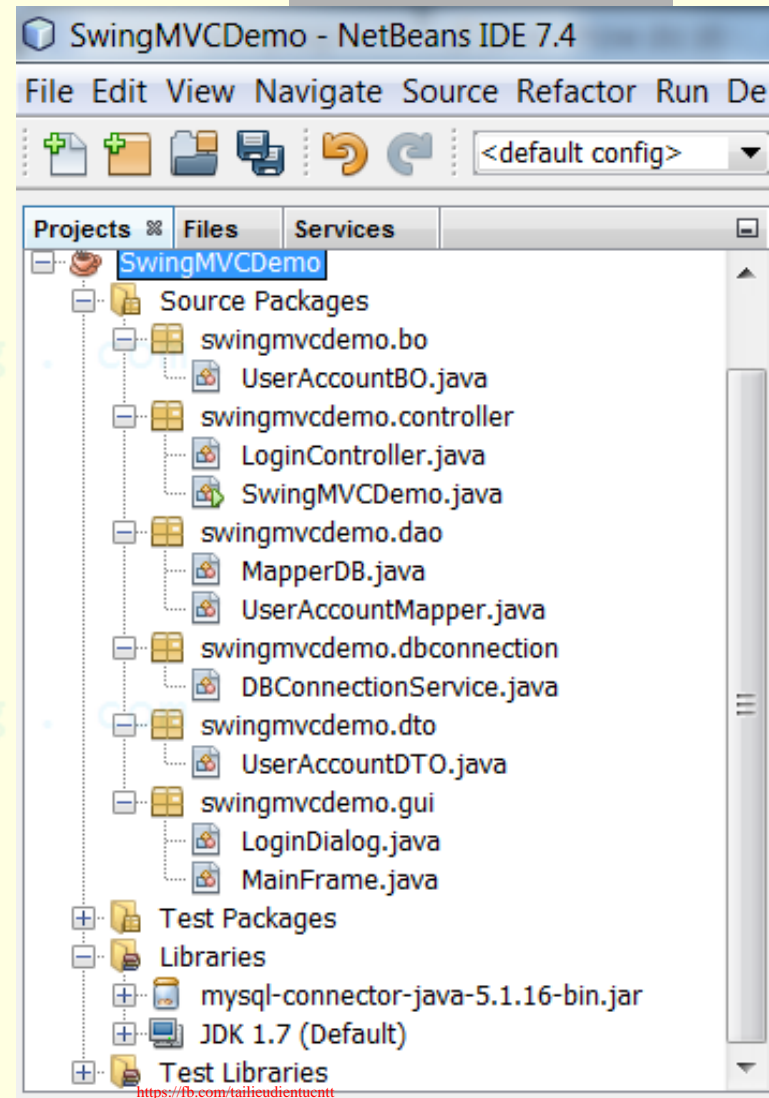 SwingMVCDemo - NetBeans IDE 7.4
File Edit View Navigate Source Refactor Run De
<default config>
Projects Files Services
SwingMVCDemo
Source Packages
swingmvcdemo.bo
UserAccountBO.java
swingmvcdemo.controller
LoginController.java
SwingMVCDemo.java
swingmvcdemo.dao
MapperDB.java
UserAccountMapper.java
swingmvcdemo.dbconnection
DBConnectionService.java
swingmvcdemo.dto
UserAccountDTO.java
swingmvcdemo.gui
LoginDialog.java
MainFrame.java
Test Packages
Libraries
mysql-connector-java-5.1.16-bin.jar
JDK 1.7 (Default)
Test Libraries
https://fb.com/tailieudientucntt